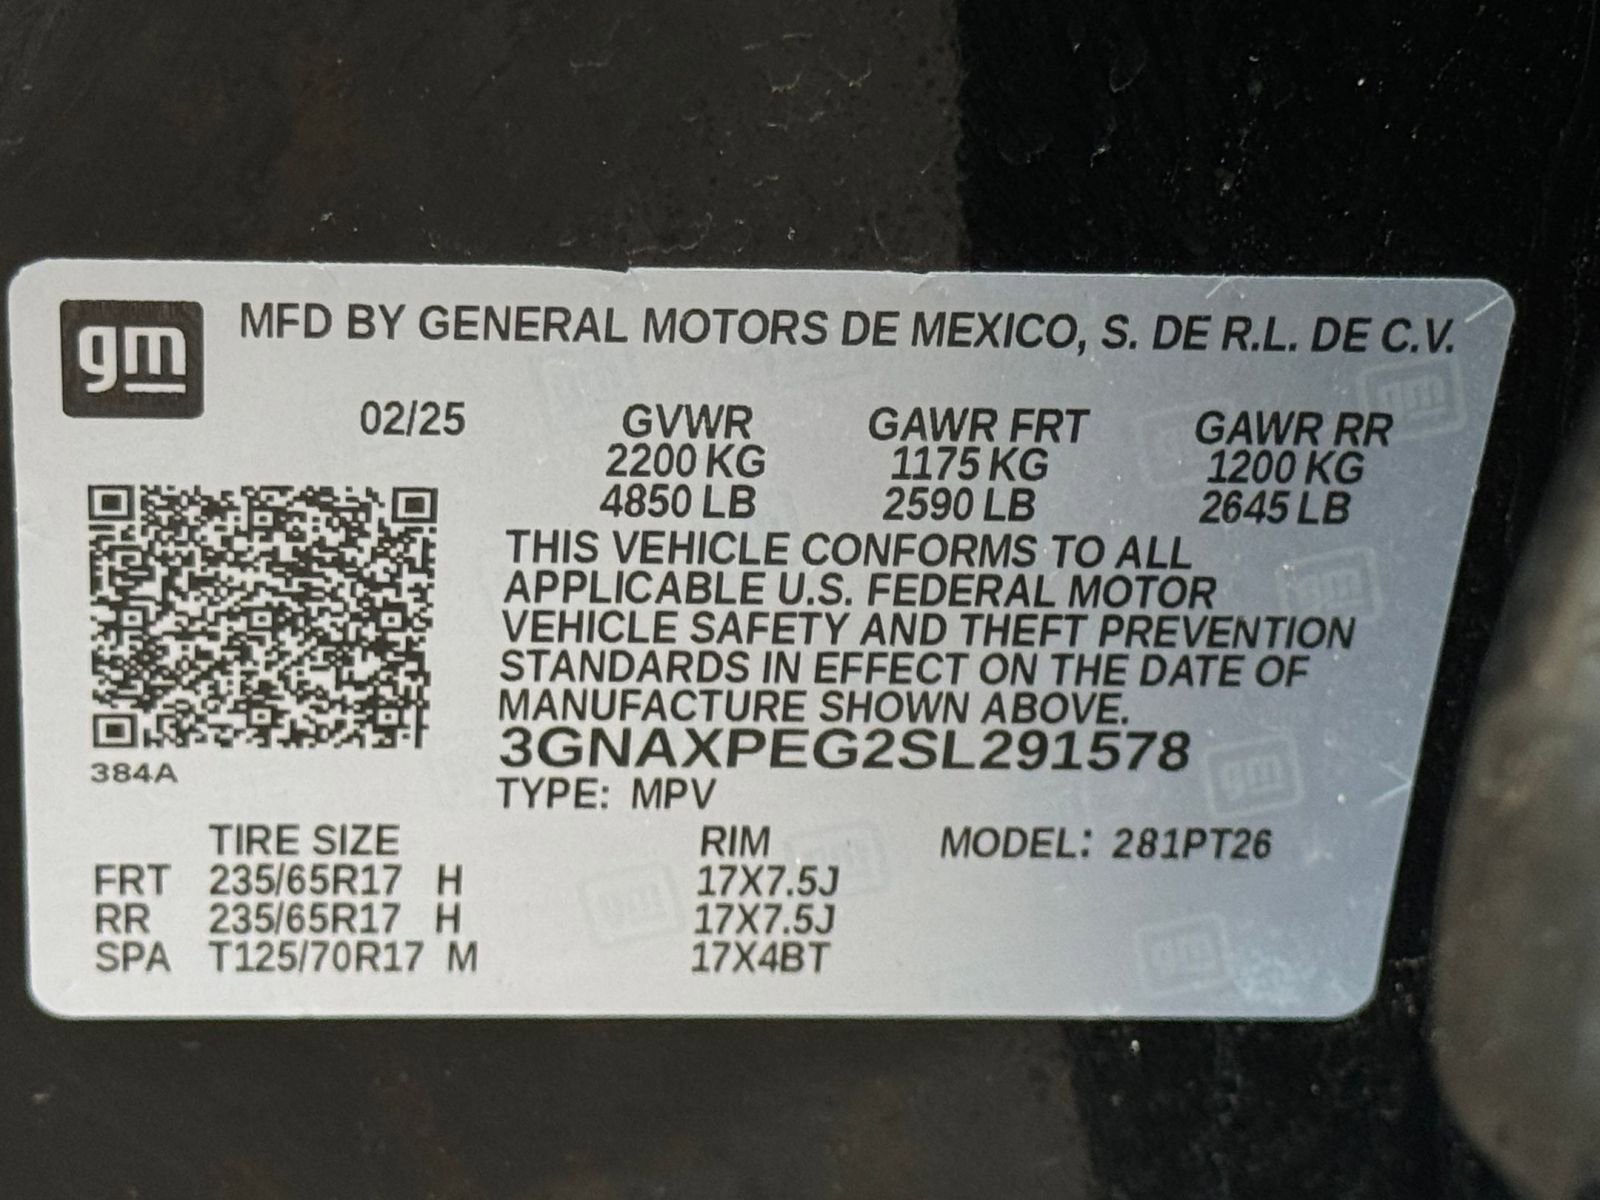 gm MFD BY GENERAL MOTORS DE MEXICO, S. DE R.L. DE C.V.
02/25 GVWR GAWR FRT GAWR RR
2200 KG 1175 KG 1200 KG
4850 LB 2590 LB 2645 LB
THIS VEHICLE CONFORMS TO ALL
APPLICABLE U.S. FEDERAL MOTOR
VEHICLE SAFETY AND THEFT PREVENTION
STANDARDS IN EFFECT ON THE DATE OF
MANUFACTURE SHOWN ABOVE.
3GNAXPEG2SL291578
384A
TYPE: MPV
TIRE SIZE RIM MODEL: 281PT26
FRT 235/65R17 H 17X7.5J
RR 235/65R17 H 17X7.5J
SPA T125/70R17 M 17X4BT